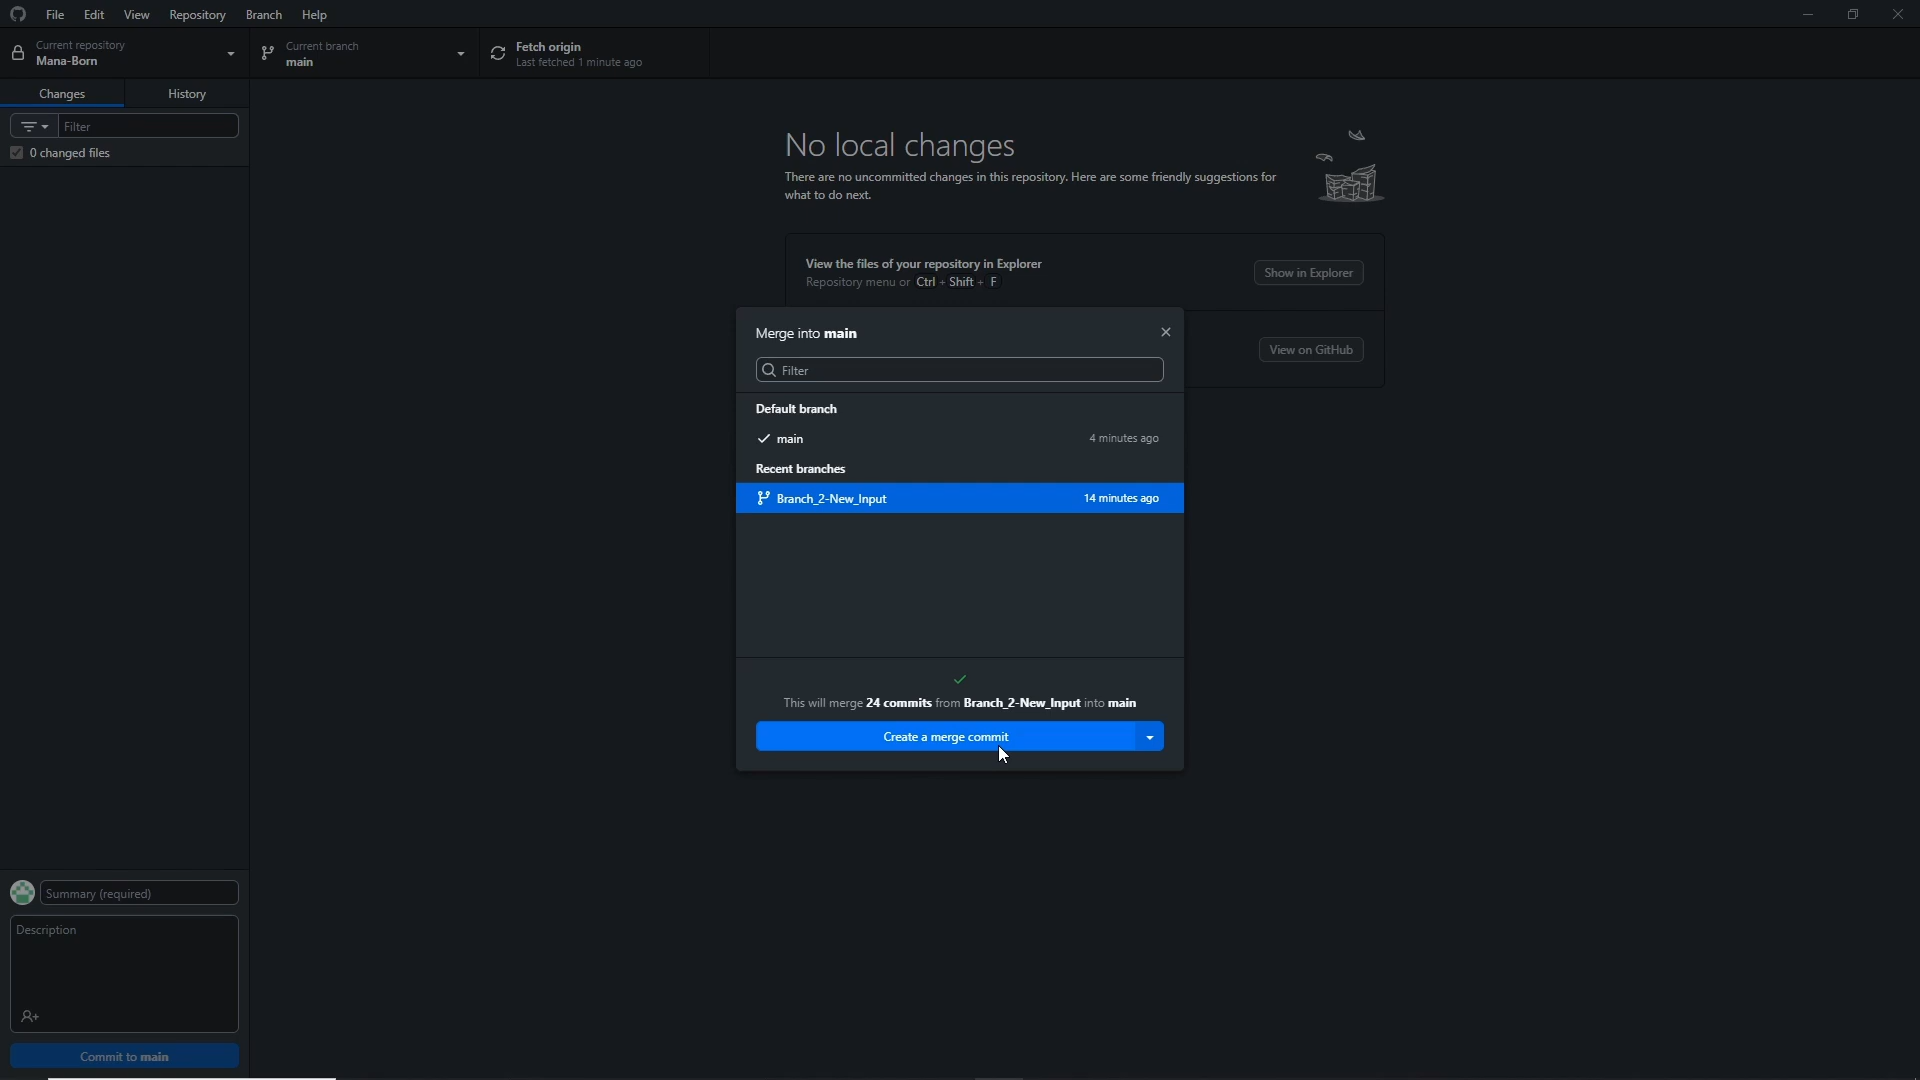 File Edit View Repository Branch Help
Current repository
Mana-Born
Current branch
main
Fetch origin
Last fetched 1 minute ago
Changes History
Filter
0 changed files
No local changes
There are no uncommitted changes in this repository. Here are some friendly suggestions for
what to do next.
View the files of your repository in Explorer
Repository menu or Ctrl + Shift + F
Show in Explorer
View on GitHub
Merge into main
Filter
Default branch
main 4 minutes ago
Recent branches
Branch_2-New_Input 14 minutes ago
This will merge 24 commits from Branch_2-New_Input into main
Create a merge commit
Summary (required)
Description
Commit to main